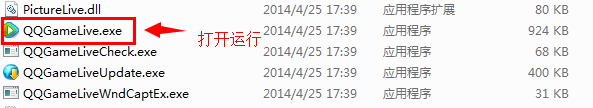 PictureLive.dll 2014/4/25 17:39 应用程序扩展 80 KB
QQGameLive.exe 打开运行 2014/4/25 17:39 应用程序 924 KB
QQGameLiveCheck.exe 2014/4/25 17:39 应用程序 68 KB
QQGameLiveUpdate.exe 2014/4/25 17:39 应用程序 400 KB
QQGameLiveWndCaptEx.exe 2014/4/25 17:39 应用程序 31 KB